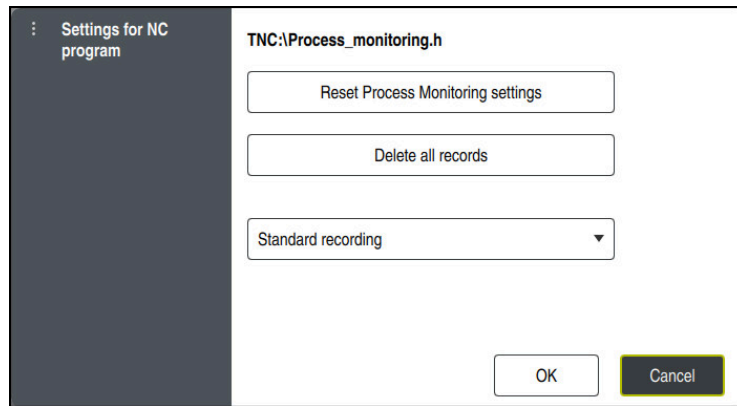 Settings for NC
program
TNC:\Process_monitoring.h
Reset Process Monitoring settings
Delete all records
Standard recording
OK
Cancel